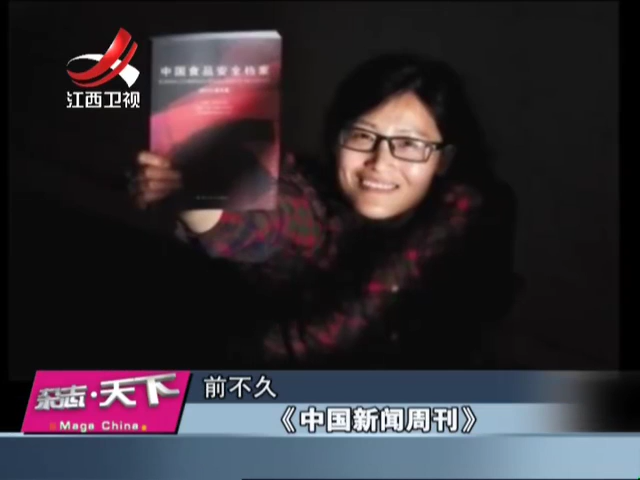 江西卫视
中国食品安全档案
杂志·天下
Maga China
前不久
《中国新闻周刊》